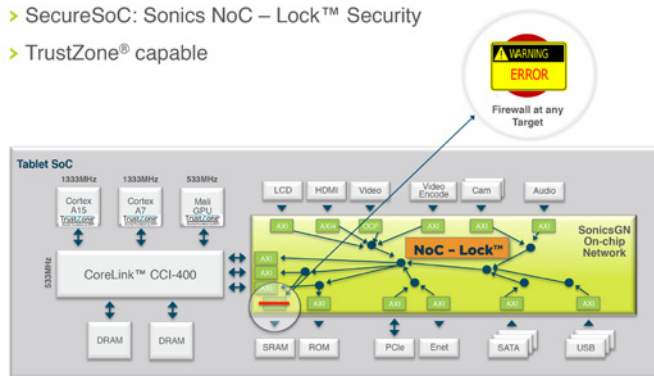 > SecureSoC: Sonics NoC – Lock™ Security
> TrustZone® capable
WARNING
ERROR
Firewall at any
Target
Tablet SoC
1333MHz 1333MHz 533MHz
Cortex
A15
TrustZone
Cortex
A7
TrustZone
Mali
GPU
TrustZone
LCD HDMI Video Video
Encode Cam Audio
AXI AXI4 OCP AXI AXI AXI
SonicsGN
On-chip
Network
NoC – Lock™
533MHz
CoreLink™ CCI-400
AXI
AXI
AXI
AXI AXI AXI AXI AXI
DRAM DRAM
SRAM ROM PCIe Enet SATA USB